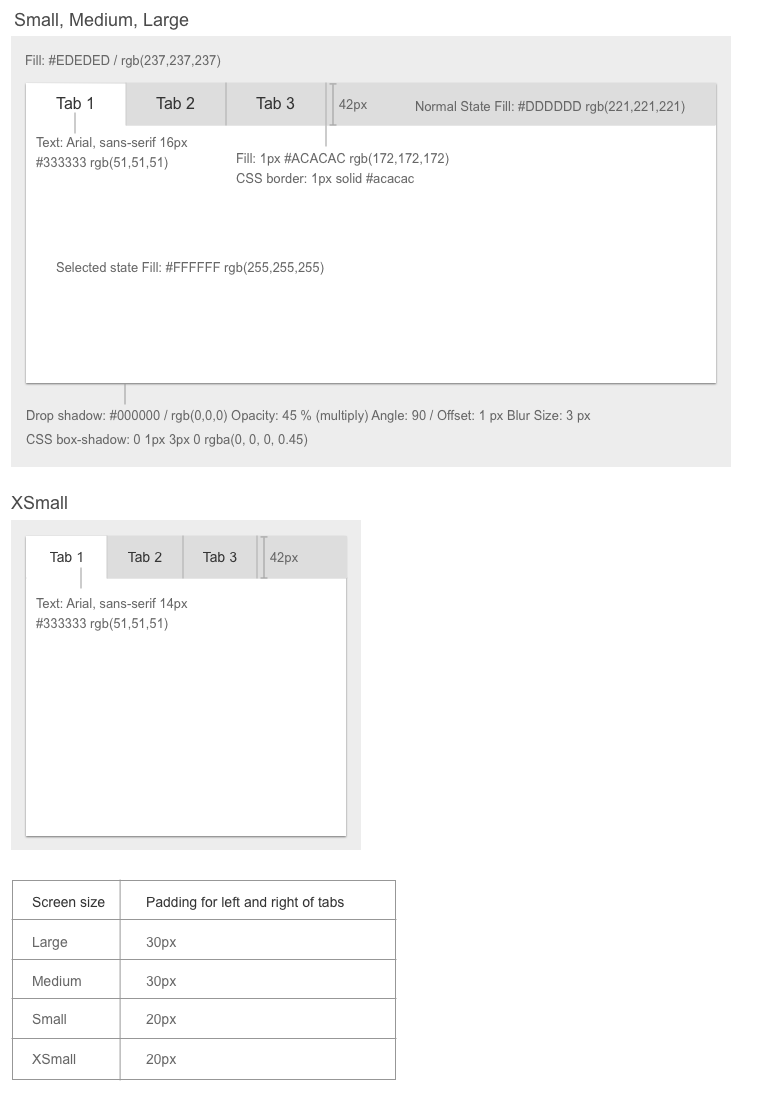 Small, Medium, Large
Fill: #EDEDED / rgb(237,237,237)
Tab 1
Tab 2
Tab 3
42px
Normal State Fill: #DDDDDD rgb(221,221,221)
Text: Arial, sans-serif 16px
#333333 rgb(51,51,51)
Fill: 1px #ACACAC rgb(172,172,172)
CSS border: 1px solid #acacac
Selected state Fill: #FFFFFF rgb(255,255,255)
Drop shadow: #000000 / rgb(0,0,0) Opacity: 45 % (multiply) Angle: 90 / Offset: 1 px Blur Size: 3 px
CSS box-shadow: 0 1px 3px 0 rgba(0, 0, 0, 0.45)
XSmall
Tab 1
Tab 2
Tab 3
42px
Text: Arial, sans-serif 14px
#333333 rgb(51,51,51)
Screen size
Padding for left and right of tabs
Large
30px
Medium
30px
Small
20px
XSmall
20px